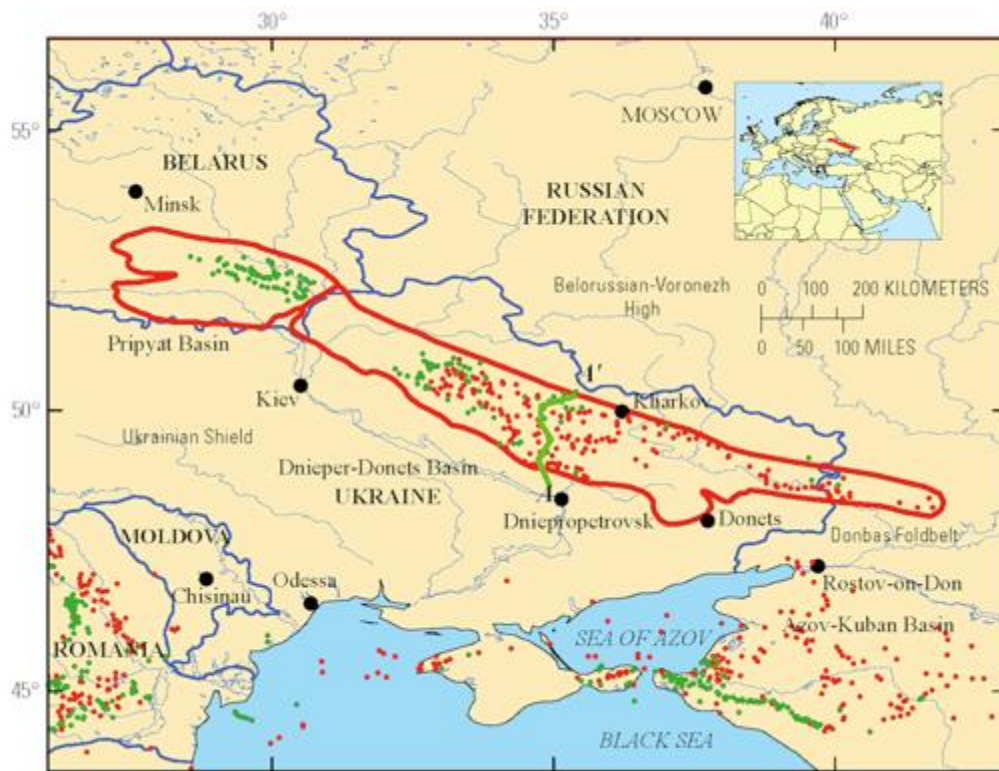 30° 35° 40°
55°
MOSCOW
BELARUS
Minsk
RUSSIAN
FEDERATION
Belorussian-Voronezh
High
0 100 200 KILOMETERS
0 50 100 MILES
Pripyat Basin
A'
50°
Kiev
Kharkov
Ukrainian Shield
Dnieper-Donets Basin
UKRAINE
A
Dniepropetrovsk
Donets
MOLDOVA
Donbas Foldbelt
Chisinau
Odessa
Rostov-on-Don
SEA OF AZOV
Azov-Kuban Basin
ROMANIA
45°
BLACK SEA